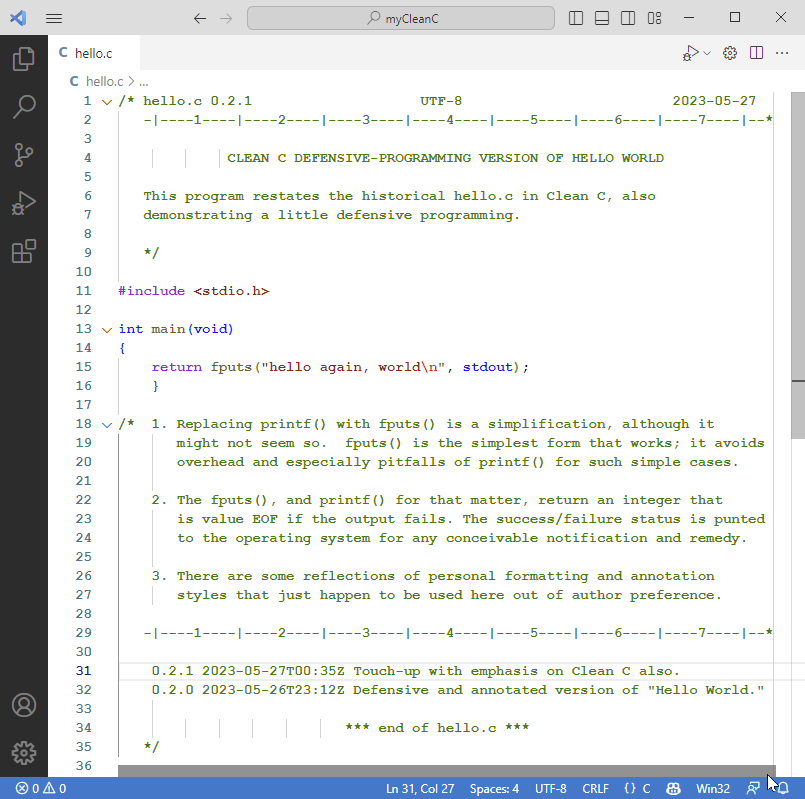 myCleanC
C hello.c
C hello.c > ...
1 /* hello.c 0.2.1 UTF-8 2023-05-27
2 -|----1----|----2----|----3----|----4----|----5----|----6----|----7----|--*
3
4 CLEAN C DEFENSIVE-PROGRAMMING VERSION OF HELLO WORLD
5
6 This program restates the historical hello.c in Clean C, also
7 demonstrating a little defensive programming.
8
9 */
10
11 #include <stdio.h>
12
13 int main(void)
14 {
15 return fputs("hello again, world\n", stdout);
16 }
17
18 /* 1. Replacing printf() with fputs() is a simplification, although it
19 might not seem so.  fputs() is the simplest form that works; it avoids
20 overhead and especially pitfalls of printf() for such simple cases.
21
22 2. The fputs(), and printf() for that matter, return an integer that
23 is value EOF if the output fails. The success/failure status is punted
24 to the operating system for any conceivable notification and remedy.
25
26 3. There are some reflections of personal formatting and annotation
27 styles that just happen to be used here out of author preference.
28
29 -|----1----|----2----|----3----|----4----|----5----|----6----|----7----|--*
30
31 0.2.1 2023-05-27T00:35Z Touch-up with emphasis on Clean C also.
32 0.2.0 2023-05-26T23:12Z Defensive and annotated version of "Hello World."
33
34 *** end of hello.c ***
35 */
36
0 0 Ln 31, Col 27 Spaces: 4 UTF-8 CRLF {} C Win32